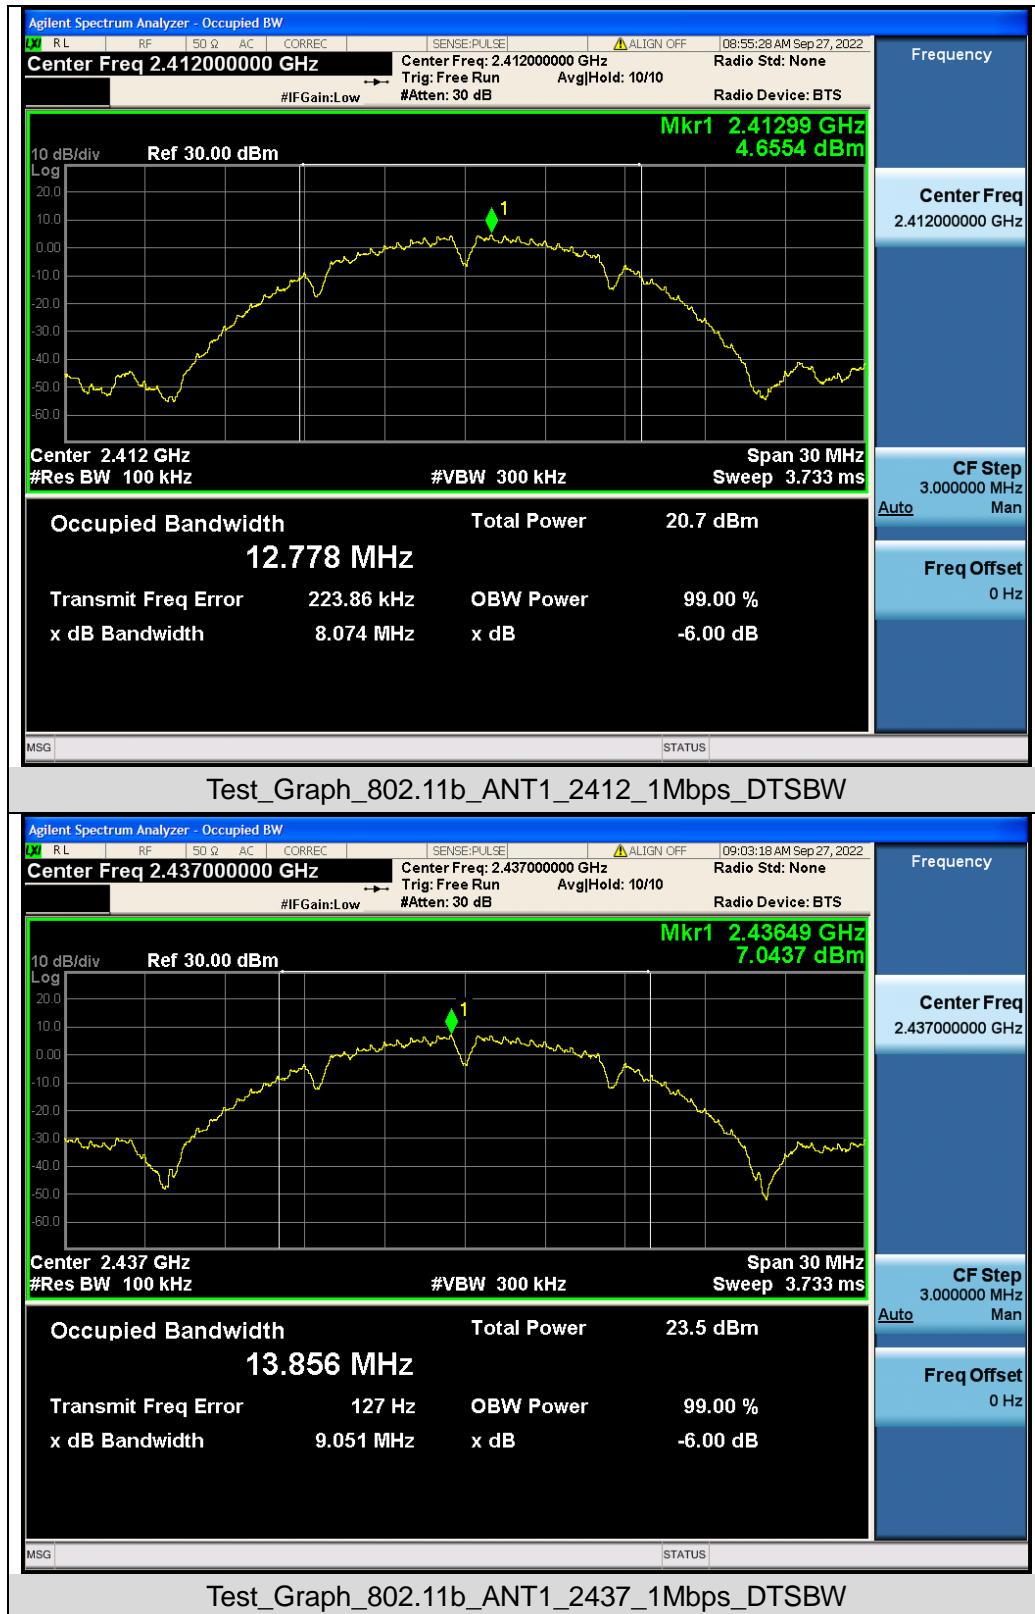 Agilent Spectrum Analyzer - Occupied BW
LXI RL RF 50 Ω AC CORREC SENSE:PULSE ALIGN OFF 08:55:28 AM Sep 27, 2022
Center Freq 2.412000000 GHz
Center Freq: 2.412000000 GHz Radio Std: None
Trig: Free Run Avg|Hold: 10/10
#IFGain:Low #Atten: 30 dB Radio Device: BTS
Frequency
Mkr1 2.41299 GHz
4.6554 dBm
10 dB/div Ref 30.00 dBm
Log
20.0
10.0
0.00
-10.0
-20.0
-30.0
-40.0
-50.0
-60.0
1
Center 2.412 GHz Span 30 MHz
#Res BW 100 kHz #VBW 300 kHz Sweep 3.733 ms
Center Freq
2.412000000 GHz
CF Step
3.000000 MHz
Auto Man
Freq Offset
0 Hz
Occupied Bandwidth Total Power 20.7 dBm
12.778 MHz
Transmit Freq Error 223.86 kHz OBW Power 99.00 %
x dB Bandwidth 8.074 MHz x dB -6.00 dB
MSG STATUS
Test_Graph_802.11b_ANT1_2412_1Mbps_DTSBW
Agilent Spectrum Analyzer - Occupied BW
LXI RL RF 50 Ω AC CORREC SENSE:PULSE ALIGN OFF 09:03:18 AM Sep 27, 2022
Center Freq 2.437000000 GHz
Center Freq: 2.437000000 GHz Radio Std: None
Trig: Free Run Avg|Hold: 10/10
#IFGain:Low #Atten: 30 dB Radio Device: BTS
Frequency
Mkr1 2.43649 GHz
7.0437 dBm
10 dB/div Ref 30.00 dBm
Log
20.0
10.0
0.00
-10.0
-20.0
-30.0
-40.0
-50.0
-60.0
1
Center 2.437 GHz Span 30 MHz
#Res BW 100 kHz #VBW 300 kHz Sweep 3.733 ms
Center Freq
2.437000000 GHz
CF Step
3.000000 MHz
Auto Man
Freq Offset
0 Hz
Occupied Bandwidth Total Power 23.5 dBm
13.856 MHz
Transmit Freq Error 127 Hz OBW Power 99.00 %
x dB Bandwidth 9.051 MHz x dB -6.00 dB
MSG STATUS
Test_Graph_802.11b_ANT1_2437_1Mbps_DTSBW